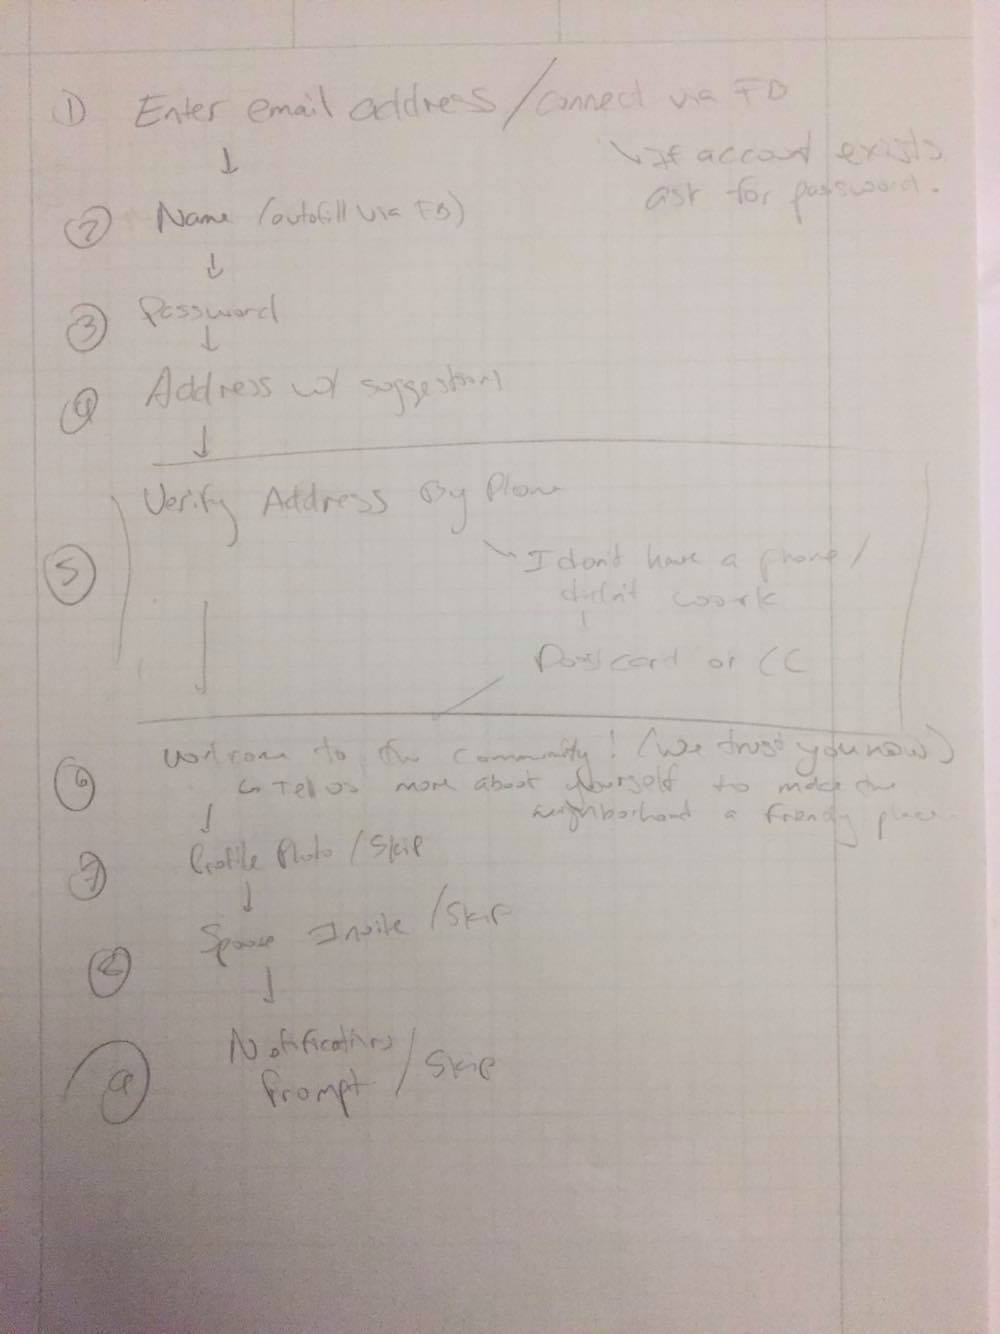 1 Enter email address / connect via FB
↘ If account exists
ask for password.
↓
2 Name (autofill via FB)
↓
3 Password
↓
4 Address w/ suggestions
↓
Verify Address By Phone
5 I don't have a phone /
didn't work
Postcard or CC
Welcome to the community! (We trust you now)
6 ↳ Tell us more about yourself to make the
neighborhood a friendly place
↓
7 Profile Photo / Skip
↓
8 Spouse Invite / Skip
↓
9 Notifications
Prompt / Skip